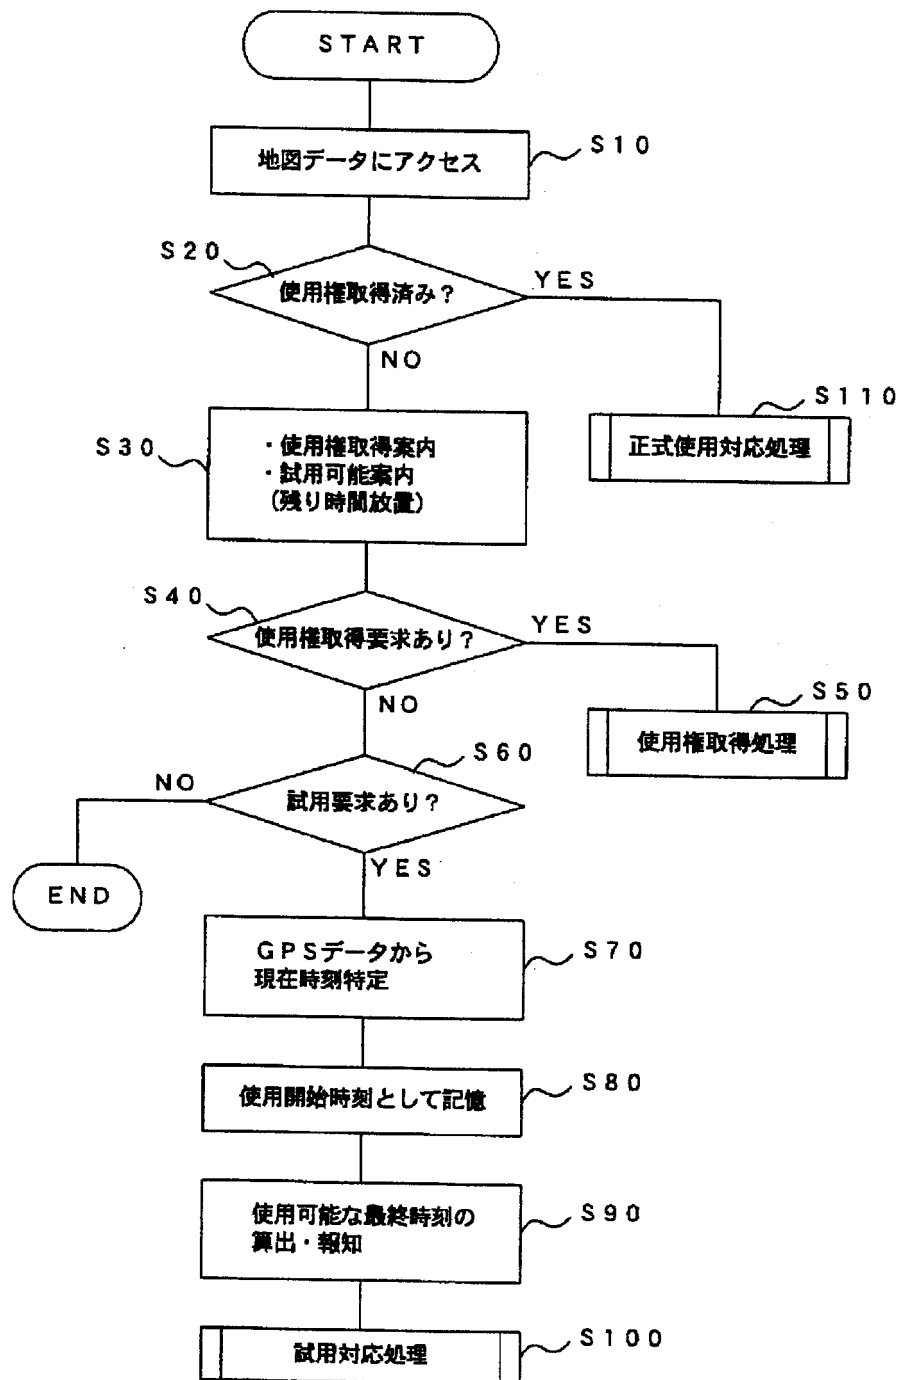 START
地図データにアクセス
S10
S20
使用権取得済み？
YES
NO
S110
正式使用対応処理
S30
・使用権取得案内
・試用可能案内
（残り時間放置）
S40
使用権取得要求あり？
YES
NO
S50
使用権取得処理
S60
試用要求あり？
NO
YES
END
GPSデータから
現在時刻特定
S70
使用開始時刻として記憶
S80
使用可能な最終時刻の
算出・報知
S90
試用対応処理
S100